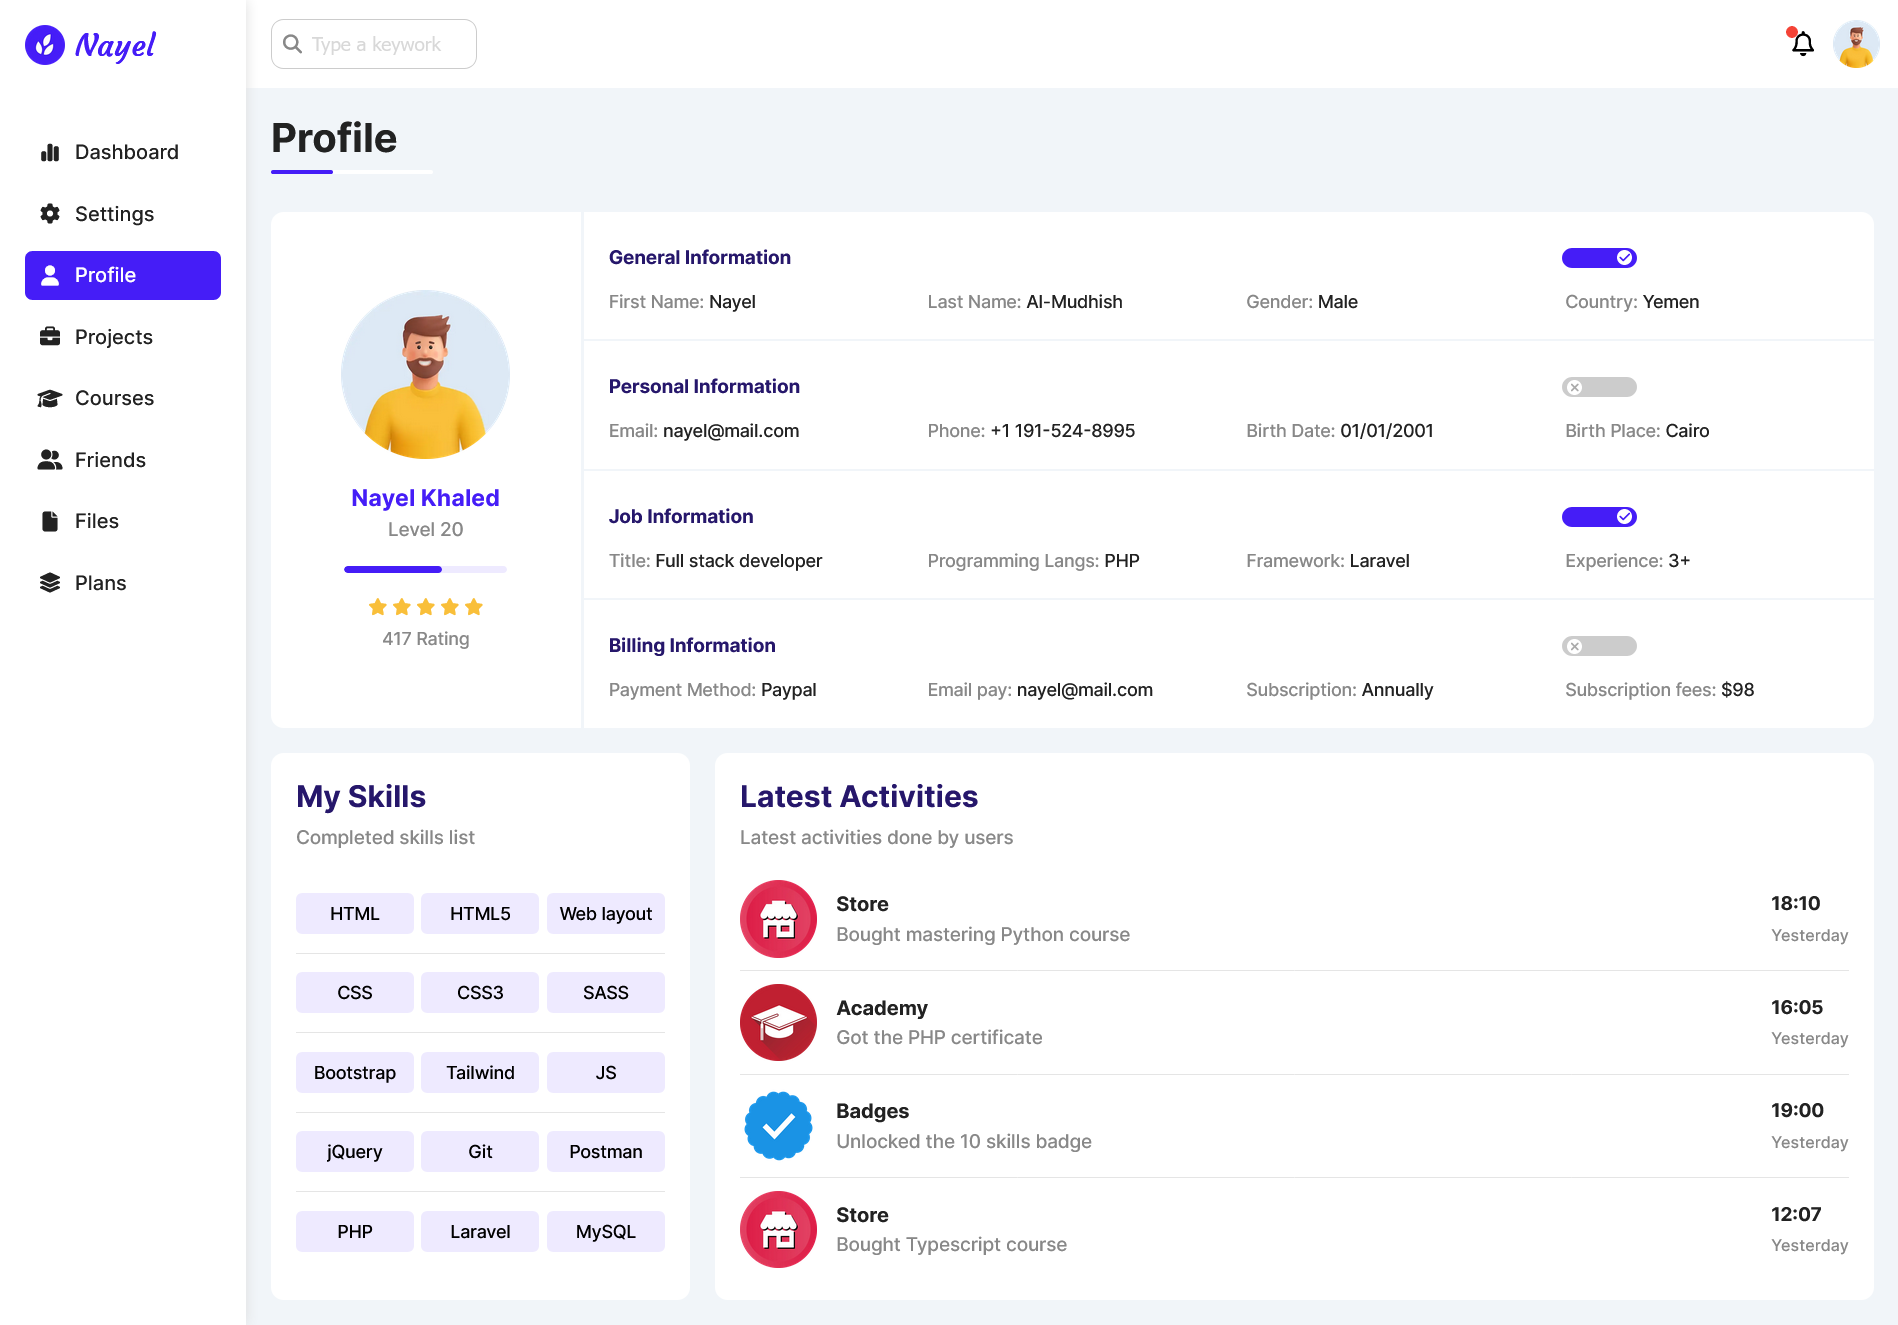 Nayel
Type a keywork
Dashboard
Settings
Profile
Projects
Courses
Friends
Files
Plans
Profile
Nayel Khaled
Level 20
417 Rating
General Information
First Name: Nayel
Last Name: Al-Mudhish
Gender: Male
Country: Yemen
Personal Information
Email: nayel@mail.com
Phone: +1 191-524-8995
Birth Date: 01/01/2001
Birth Place: Cairo
Job Information
Title: Full stack developer
Programming Langs: PHP
Framework: Laravel
Experience: 3+
Billing Information
Payment Method: Paypal
Email pay: nayel@mail.com
Subscription: Annually
Subscription fees: $98
My Skills
Completed skills list
HTML
HTML5
Web layout
CSS
CSS3
SASS
Bootstrap
Tailwind
JS
jQuery
Git
Postman
PHP
Laravel
MySQL
Latest Activities
Latest activities done by users
Store
Bought mastering Python course
18:10
Yesterday
Academy
Got the PHP certificate
16:05
Yesterday
Badges
Unlocked the 10 skills badge
19:00
Yesterday
Store
Bought Typescript course
12:07
Yesterday